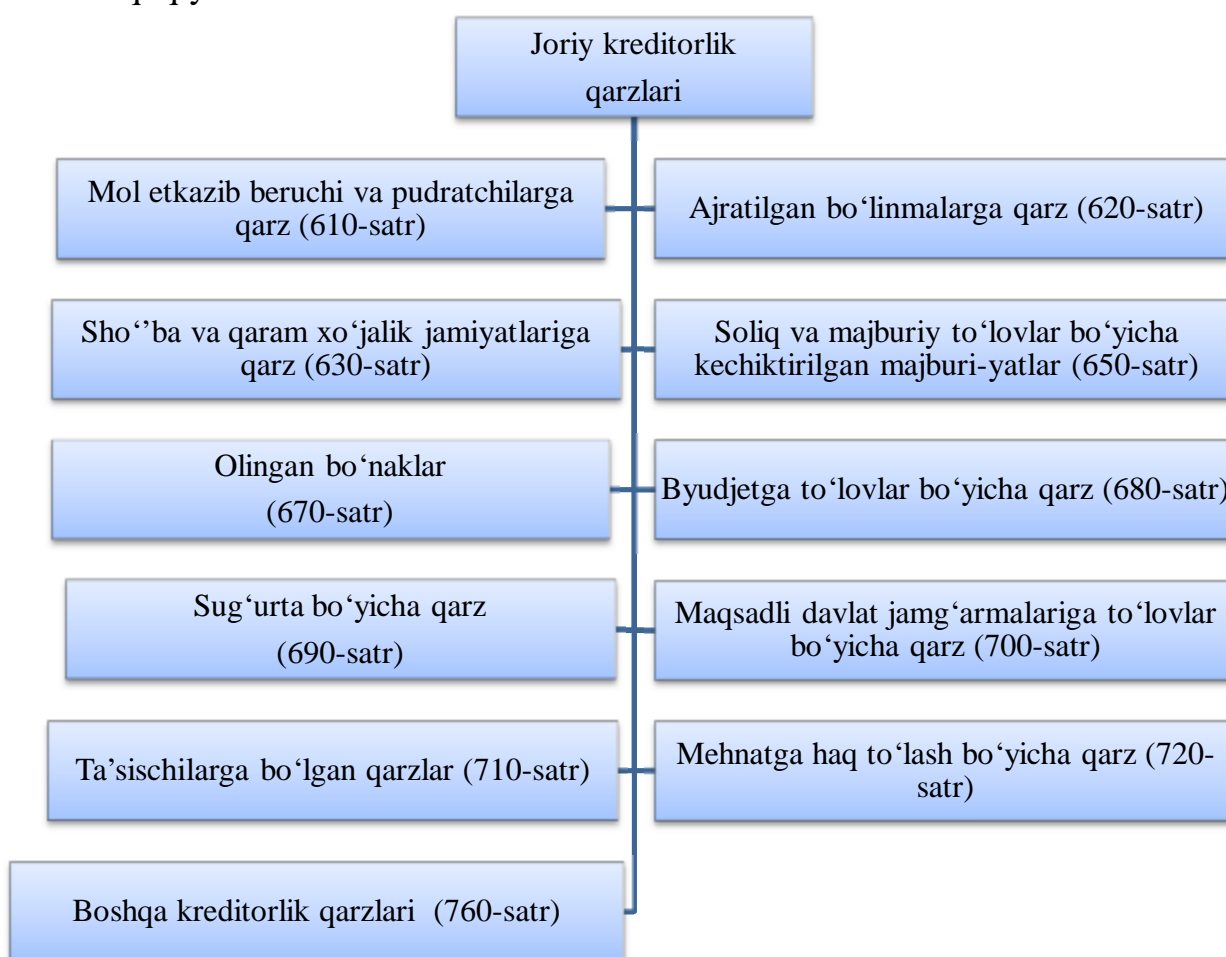 Joriy kreditorlik
qarzlari
Mol etkazib beruchi va pudratchilarga
qarz (610-satr)
Ajratilgan bo‘linmalarga qarz (620-satr)
Sho‘’ba va qaram xo‘jalik jamiyatlariga
qarz (630-satr)
Soliq va majburiy to‘lovlar bo‘yicha
kechiktirilgan majburi-yatlar (650-satr)
Olingan bo‘naklar
(670-satr)
Byudjetga to‘lovlar bo‘yicha qarz (680-satr)
Sug‘urta bo‘yicha qarz
(690-satr)
Maqsadli davlat jamg‘armalariga to‘lovlar
bo‘yicha qarz (700-satr)
Ta’sischilarga bo‘lgan qarzlar (710-satr)
Mehnatga haq to‘lash bo‘yicha qarz (720-
satr)
Boshqa kreditorlik qarzlari (760-satr)